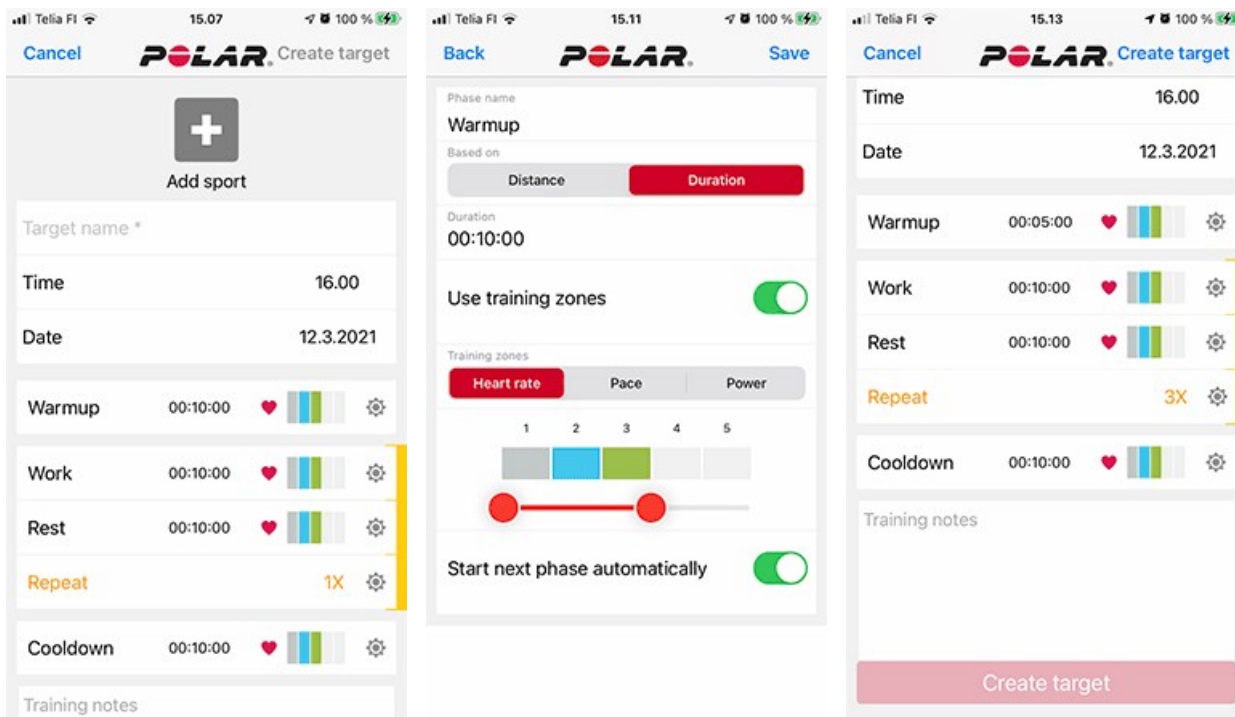 Telia FI 15.07 100 %
Cancel POLAR. Create target
Add sport
Target name *
Time 16.00
Date 12.3.2021
Warmup 00:10:00
Work 00:10:00
Rest 00:10:00
Repeat 1X
Cooldown 00:10:00
Training notes
Telia FI 15.11 100 %
Back POLAR. Save
Phase name
Warmup
Based on
Distance Duration
Duration
00:10:00
Use training zones
Training zones
Heart rate Pace Power
1 2 3 4 5
Start next phase automatically
Telia FI 15.13 100 %
Cancel POLAR. Create target
Time 16.00
Date 12.3.2021
Warmup 00:05:00
Work 00:10:00
Rest 00:10:00
Repeat 3X
Cooldown 00:10:00
Training notes
Create target